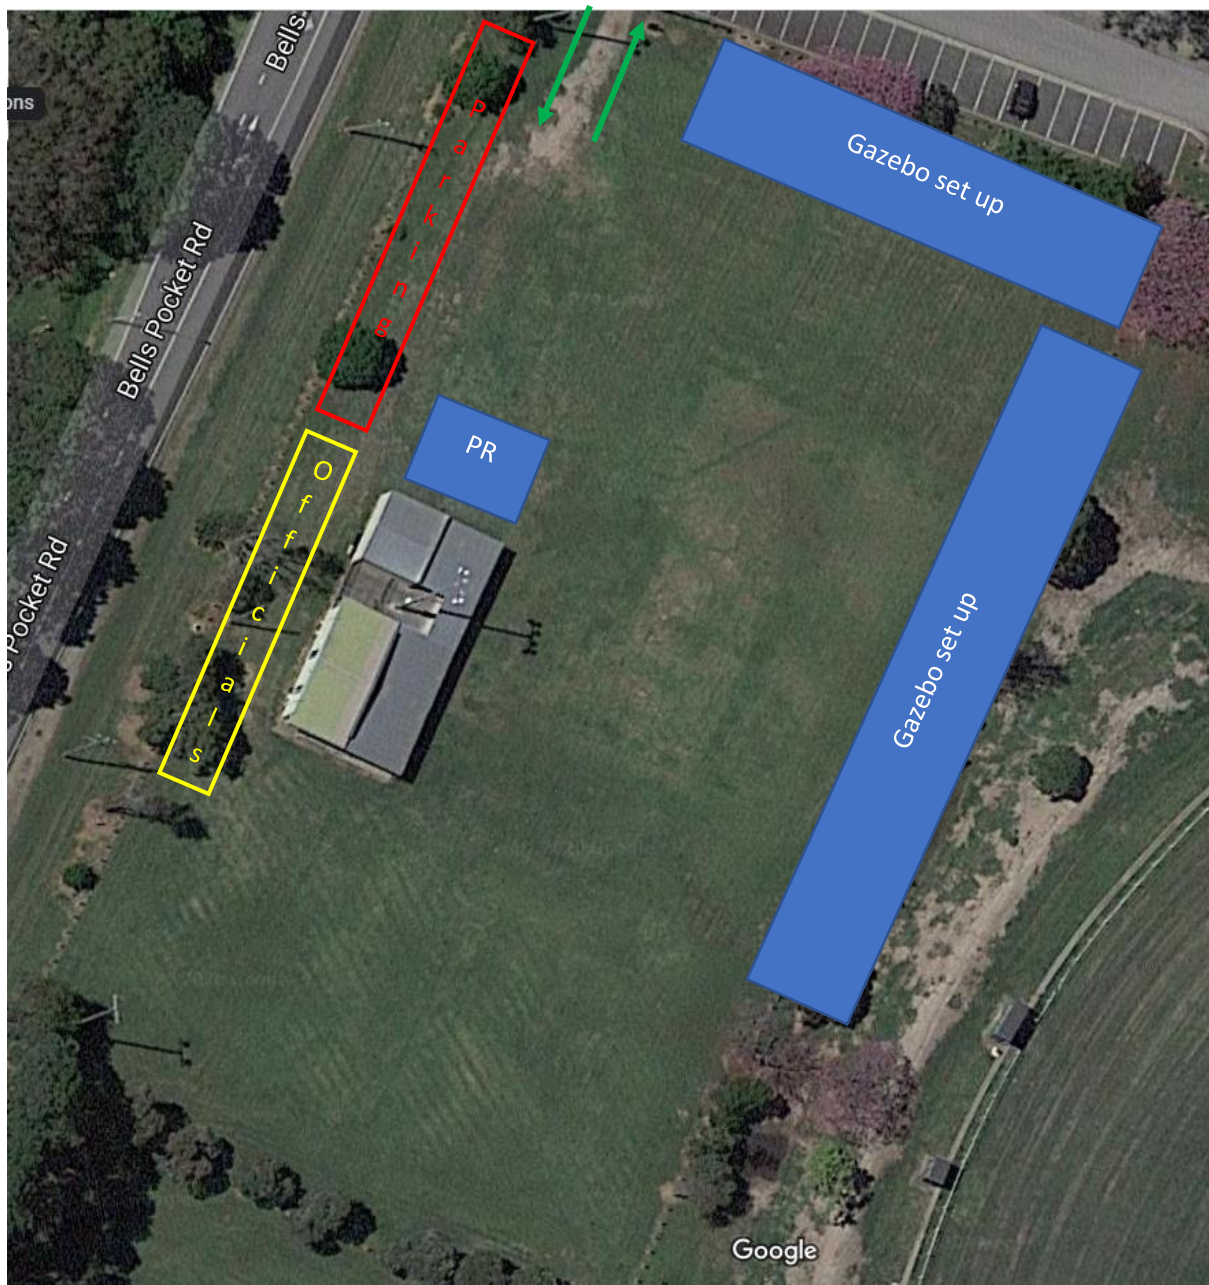 Bells
ons
Parking
Gazebo set up
Bells Pocket Rd
PR
Officials
s Pocket Rd
Gazebo set up
Google